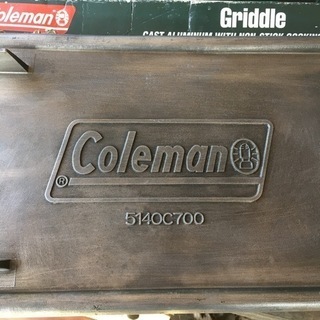 Coleman
Griddle
CAST ALUMINUM WITH NON-STICK COOKING
Coleman
®
5140C700